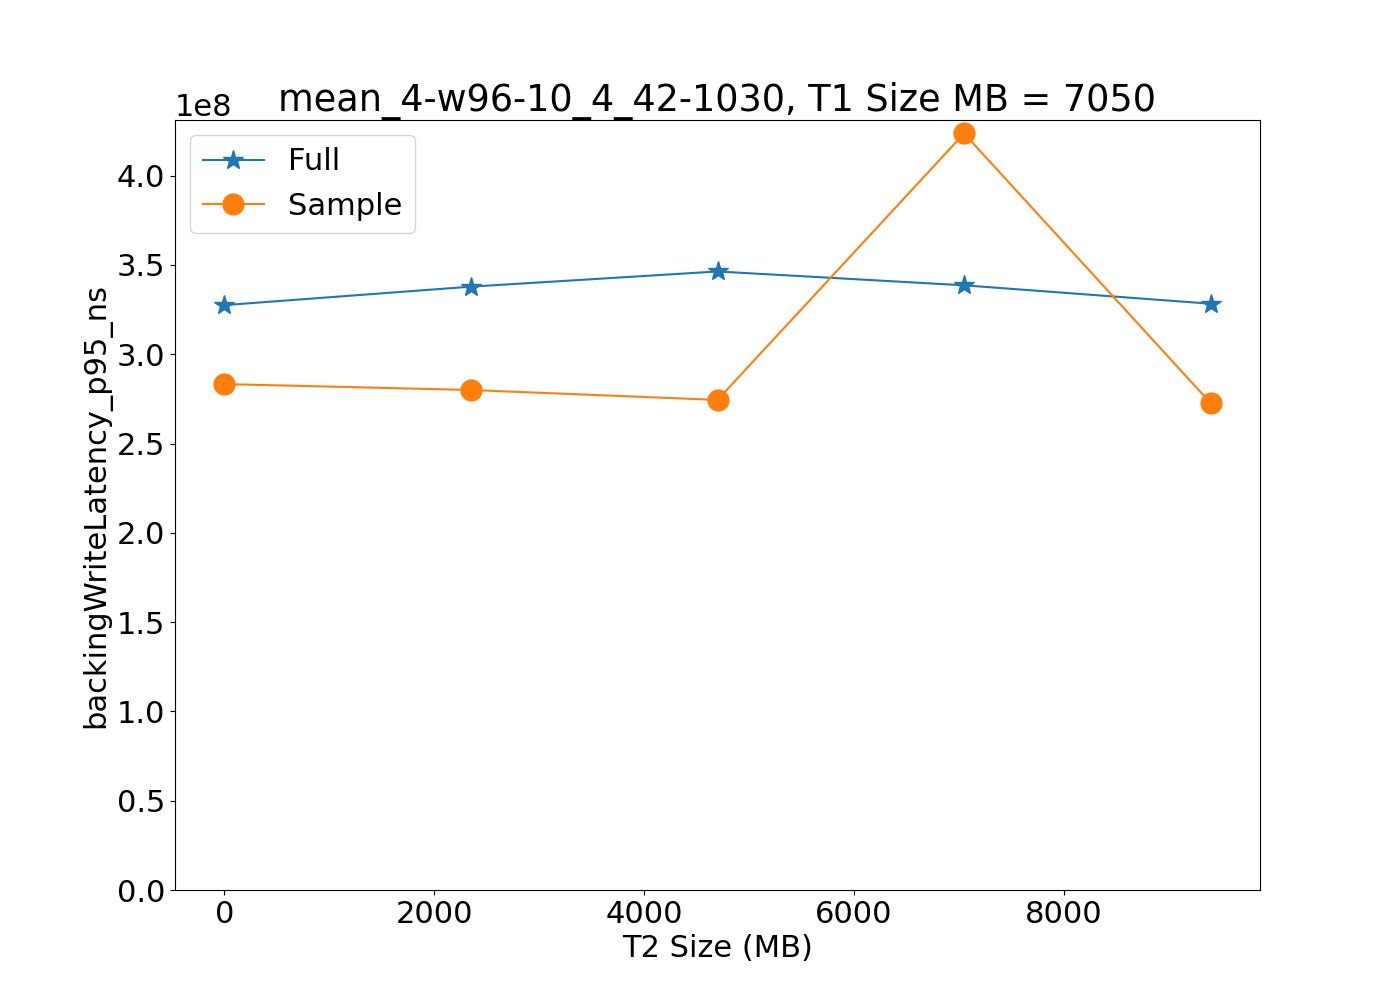 1e8
mean_4-w96-10_4_42-1030, T1 Size MB = 7050
Full
Sample
backingWriteLatency_p95_ns
4.0
3.5
3.0
2.5
2.0
1.5
1.0
0.5
0.0
0 2000 4000 6000 8000
T2 Size (MB)